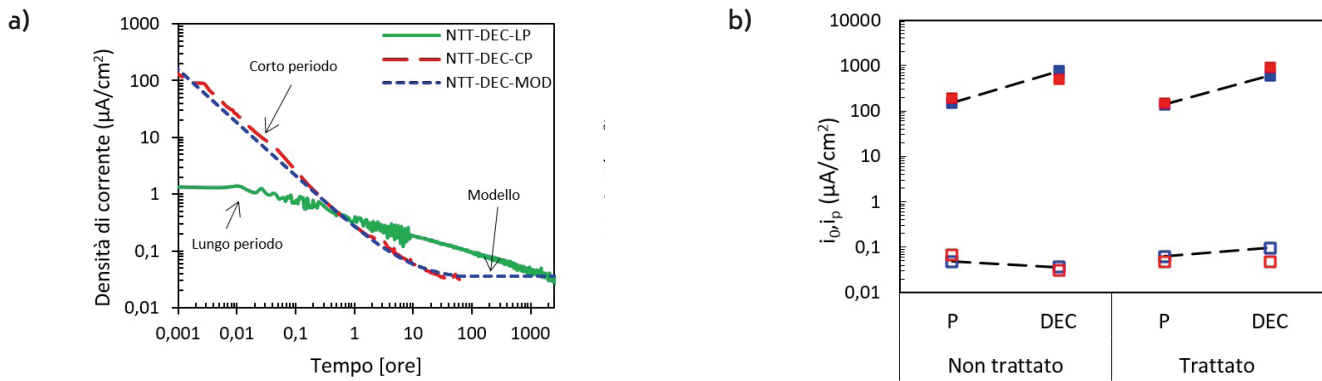 a)
1000
100
10
1
0,1
0,01
Densità di corrente (µA/cm²)
NTT-DEC-LP
NTT-DEC-CP
NTT-DEC-MOD
Corto periodo
Lungo periodo
Modello
0,001 0,01 0,1 1 10 100 1000
Tempo [ore]
b)
10000
1000
100
10
1
0,1
0,01
i₀,iₚ (µA/cm²)
P DEC P DEC
Non trattato Trattato